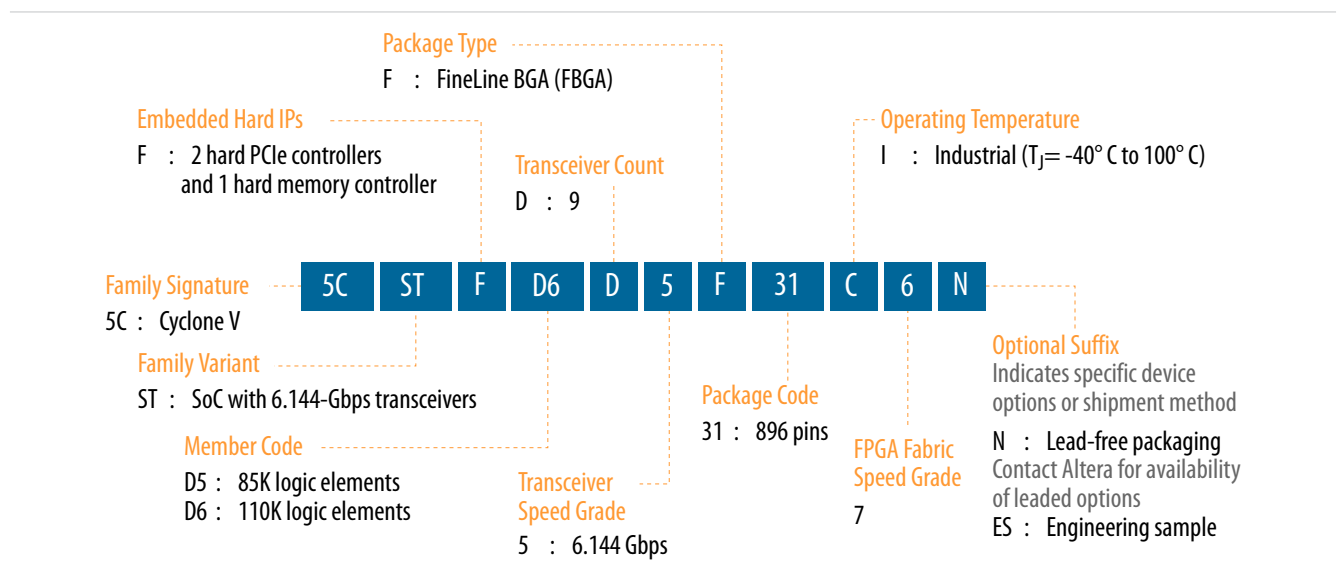 Package Type
F : FineLine BGA (FBGA)
Embedded Hard IPs
F : 2 hard PCIe controllers
and 1 hard memory controller
Transceiver Count
D : 9
Operating Temperature
I : Industrial (TJ= -40° C to 100° C)
Family Signature
5C : Cyclone V
5C ST F D6 D 5 F 31 C 6 N
Family Variant
ST : SoC with 6.144-Gbps transceivers
Member Code
D5 : 85K logic elements
D6 : 110K logic elements
Transceiver
Speed Grade
5 : 6.144 Gbps
Package Code
31 : 896 pins
FPGA Fabric
Speed Grade
7
Optional Suffix
Indicates specific device
options or shipment method
N : Lead-free packaging
Contact Altera for availability
of leaded options
ES : Engineering sample